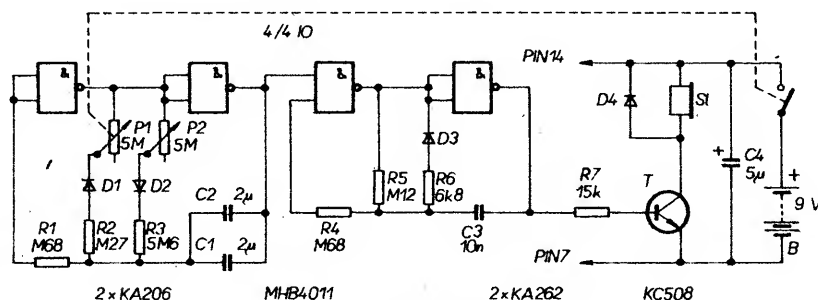 4/4 IO
&
&
&
&
PIN14
P1
5M
P2
5M
D1
D2
D3
D4
Sl
C4
5μ
+
+
9 V
B
R1
M68
R2
M27
R3
5M6
C2
2μ
C1
2μ
R4
M68
R5
M12
R6
6k8
C3
10n
R7
15k
T
PIN7
2×KA206
MHB4011
2×KA262
KC508